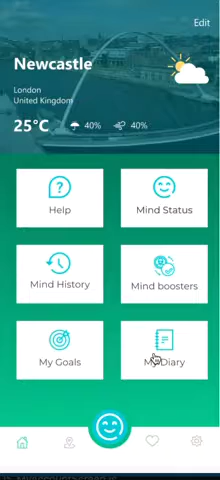 Edit
Newcastle
London
United Kingdom
25°C 40% 40%
Help Mind Status
Mind History Mind boosters
My Goals My Diary